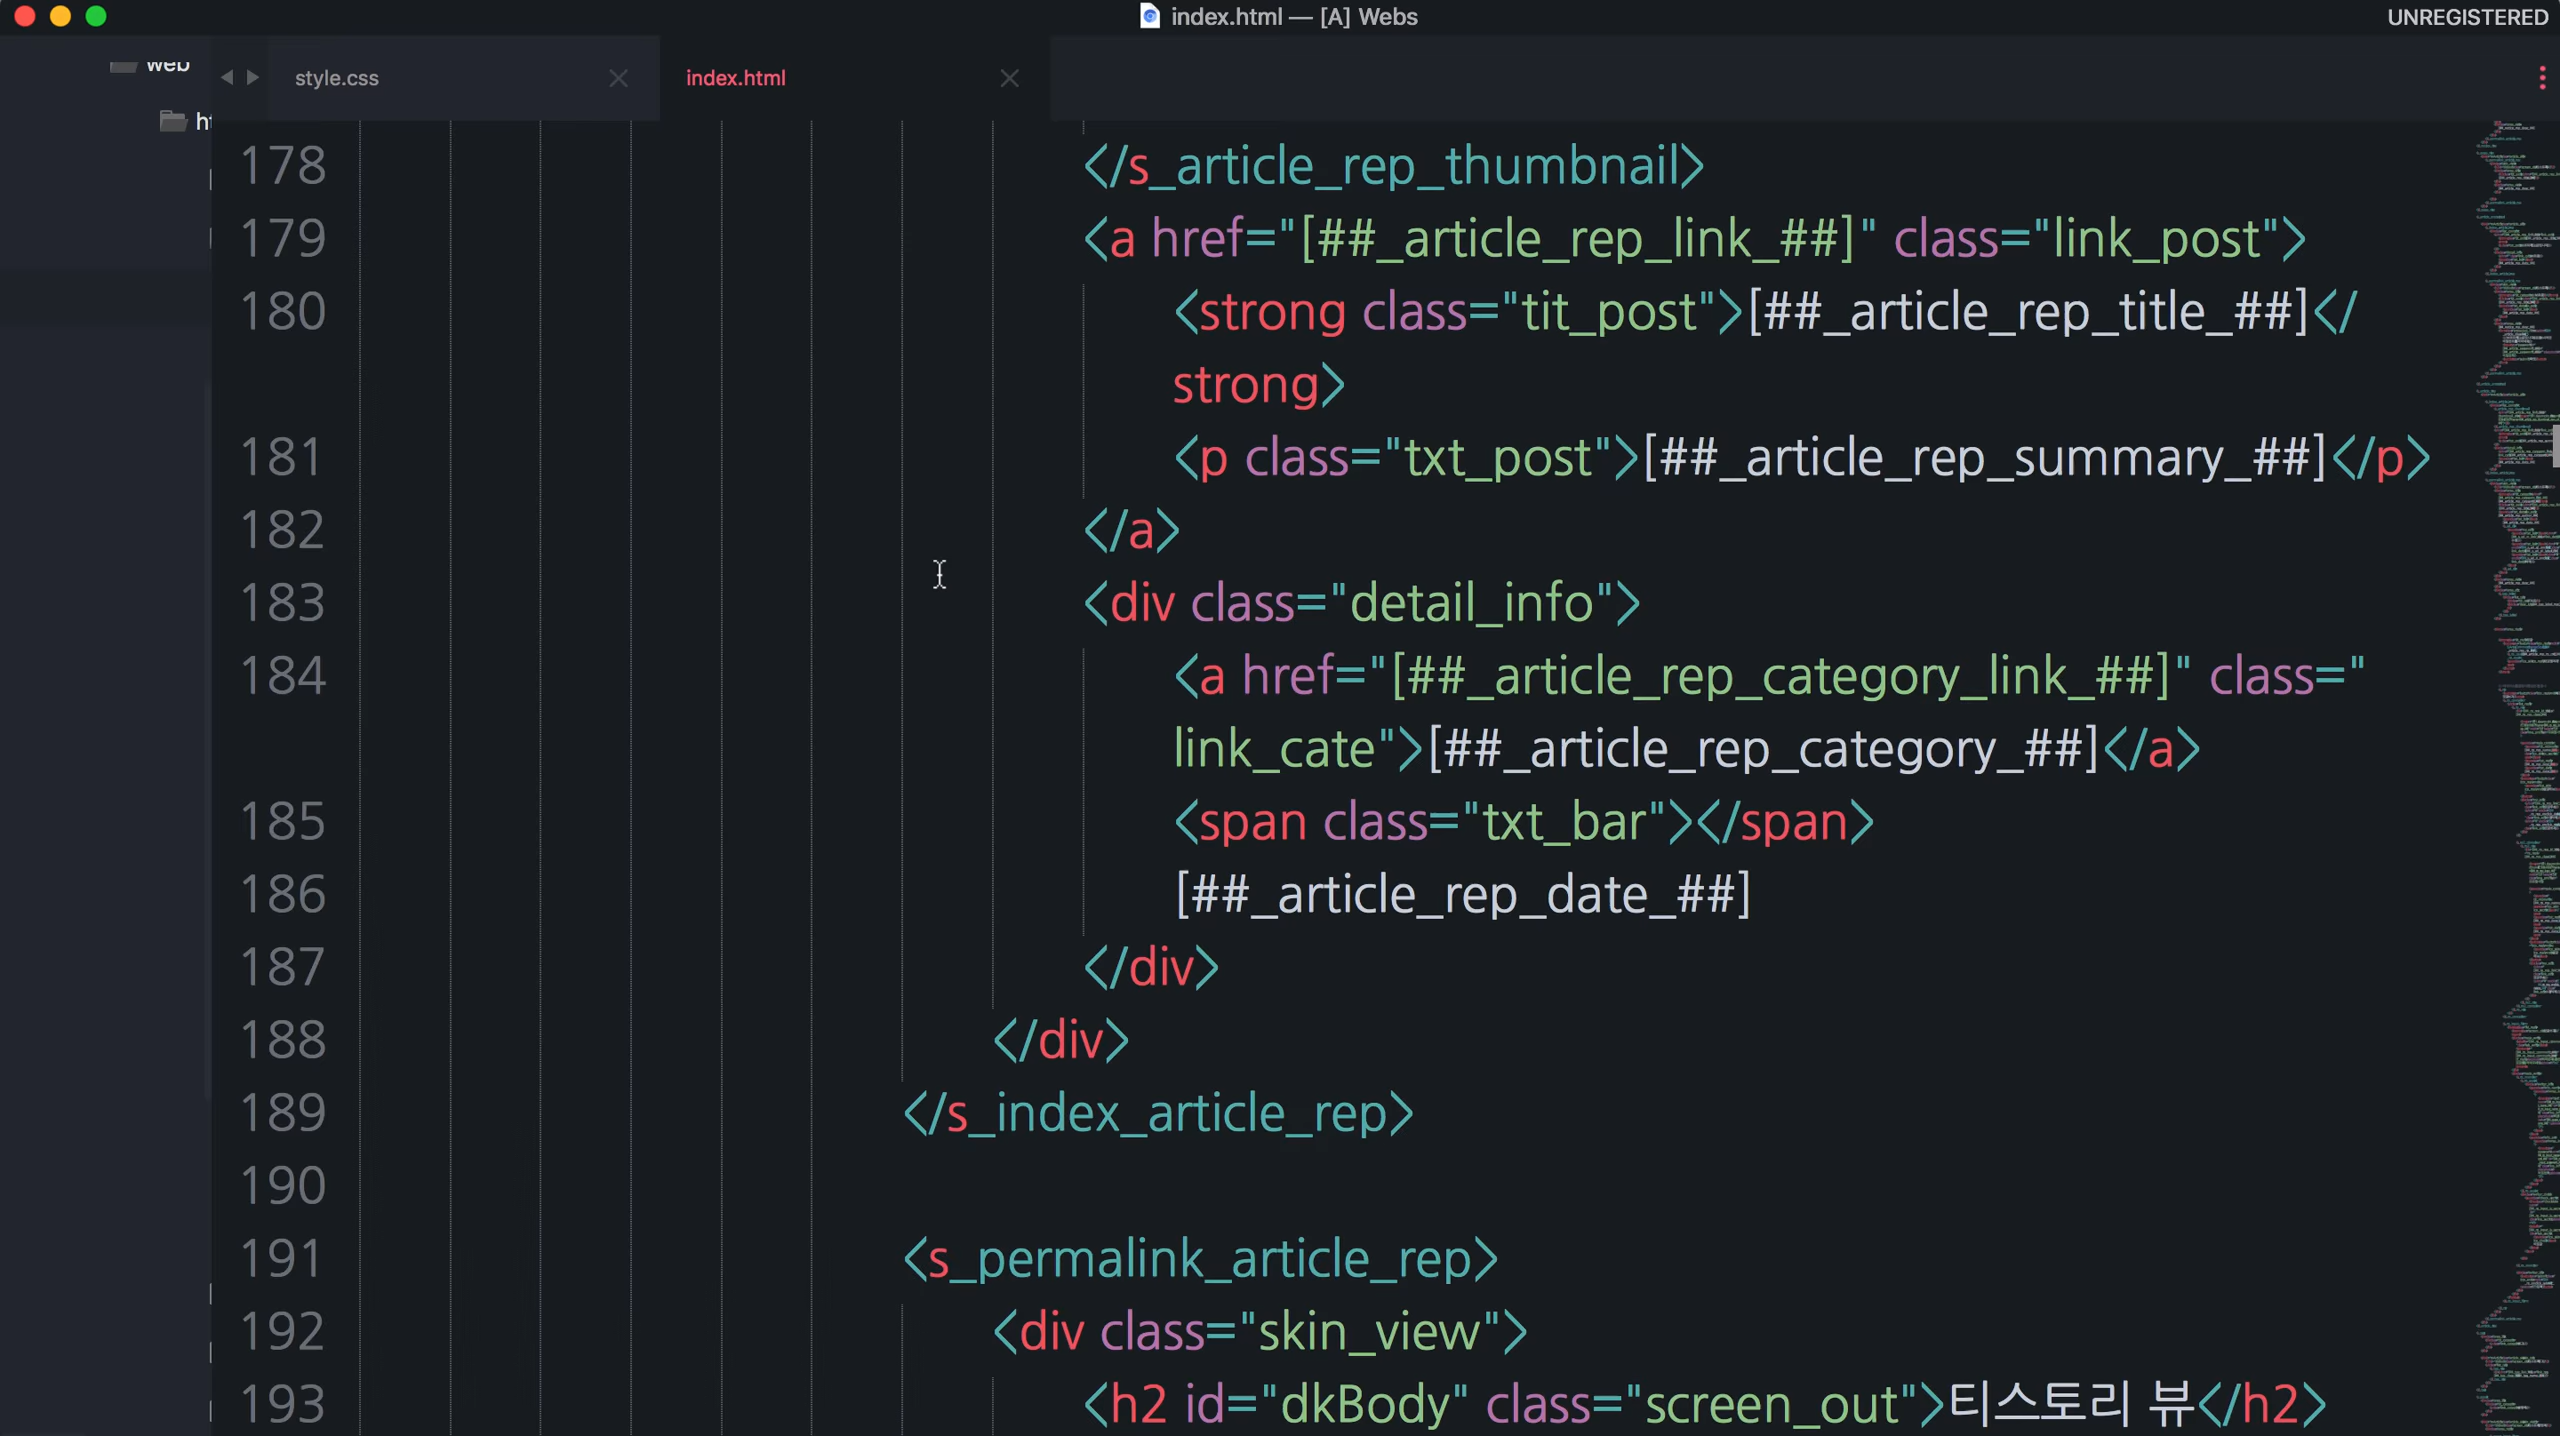 index.html — [A] Webs
UNREGISTERED
web
style.css
index.html
178 </s_article_rep_thumbnail>
179 <a href="[##_article_rep_link_##]" class="link_post">
180 <strong class="tit_post">[##_article_rep_title_##]</
strong>
181 <p class="txt_post">[##_article_rep_summary_##]</p>
182 </a>
183 <div class="detail_info">
184 <a href="[##_article_rep_category_link_##]" class="
link_cate">[##_article_rep_category_##]</a>
185 <span class="txt_bar"></span>
186 [##_article_rep_date_##]
187 </div>
188 </div>
189 </s_index_article_rep>
190
191 <s_permalink_article_rep>
192 <div class="skin_view">
193 <h2 id="dkBody" class="screen_out">티스토리 뷰</h2>